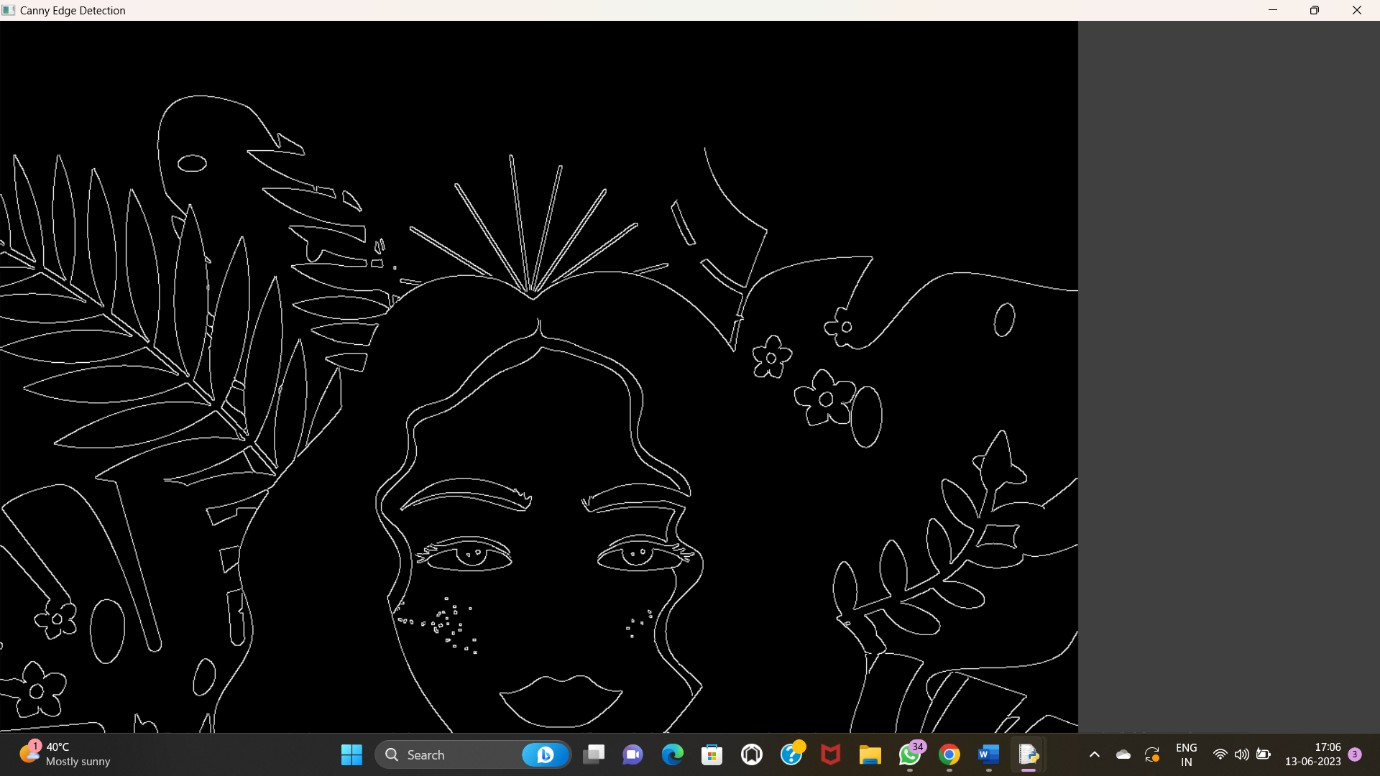 Canny Edge Detection
1
40°C
Mostly sunny
Search
34
ENG
IN
17:06
13-06-2023
3